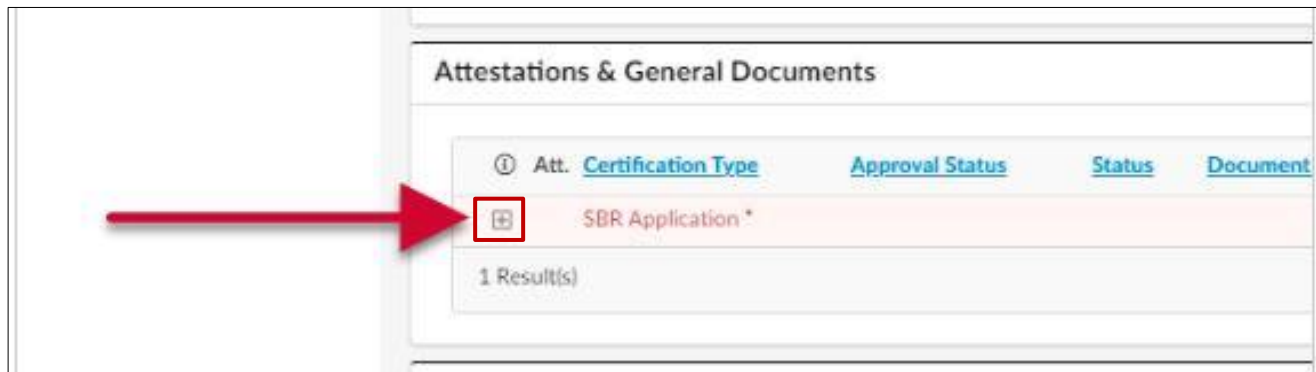 Attestations & General Documents
Att. Certification Type Approval Status Status Document
SBR Application *
1 Result(s)